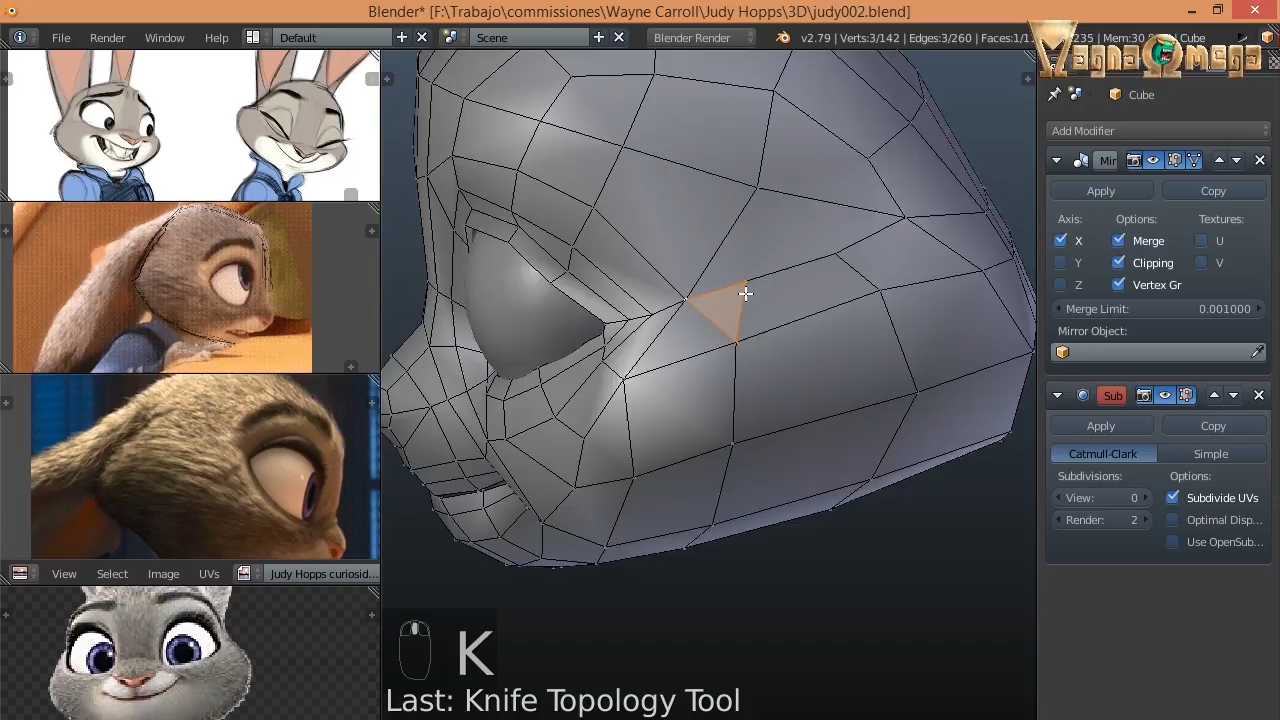 Blender* [F:\Trabajo\commissiones\Wayne Carroll\Judy Hopps\3D\judy002.blend]
File Render Window Help Default Scene Blender Render v2.79 | Verts:3/142 | Edges:3/260 | Faces:1/1
MagnaOmega
Cube
Add Modifier
Mir
Apply Copy
Axis: Options: Textures:
X Merge U
Y Clipping V
Z Vertex Gr
Merge Limit: 0.001000
Mirror Object:
Sub
Apply Copy
Catmull-Clark Simple
Subdivisions: Options:
View: 0 Subdivide UVs
Render: 2 Optimal Disp...
Use OpenSub...
View Select Image UVs Judy Hopps curiosid...
K
Last: Knife Topology Tool